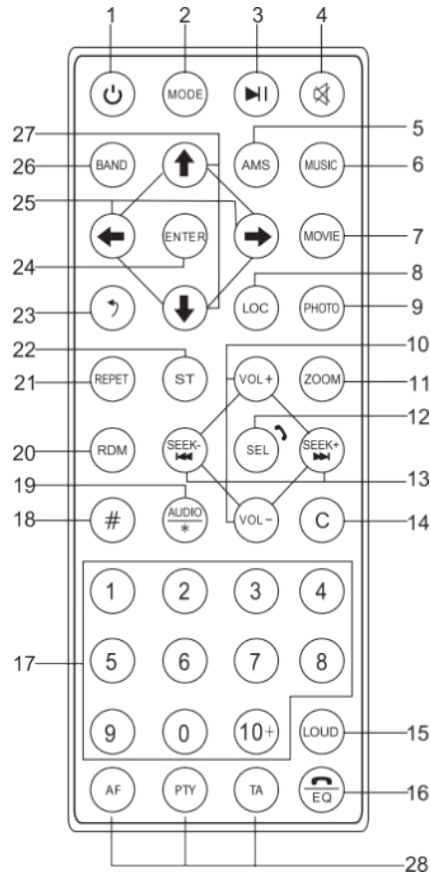 1 2 3 4
MODE
27 5
26 BAND AMS MUSIC 6
25
ENTER MOVIE 7
24 8
23 LOC PHOTO 9
22 10
21 REPET ST VOL+ ZOOM 11
12
20 RDM SEEK- SEL SEEK+
19 13
18 # AUDIO VOL- C 14
*
1 2 3 4
17 5 6 7 8
9 0 10+ LOUD 15
AF PTY TA EQ 16
28